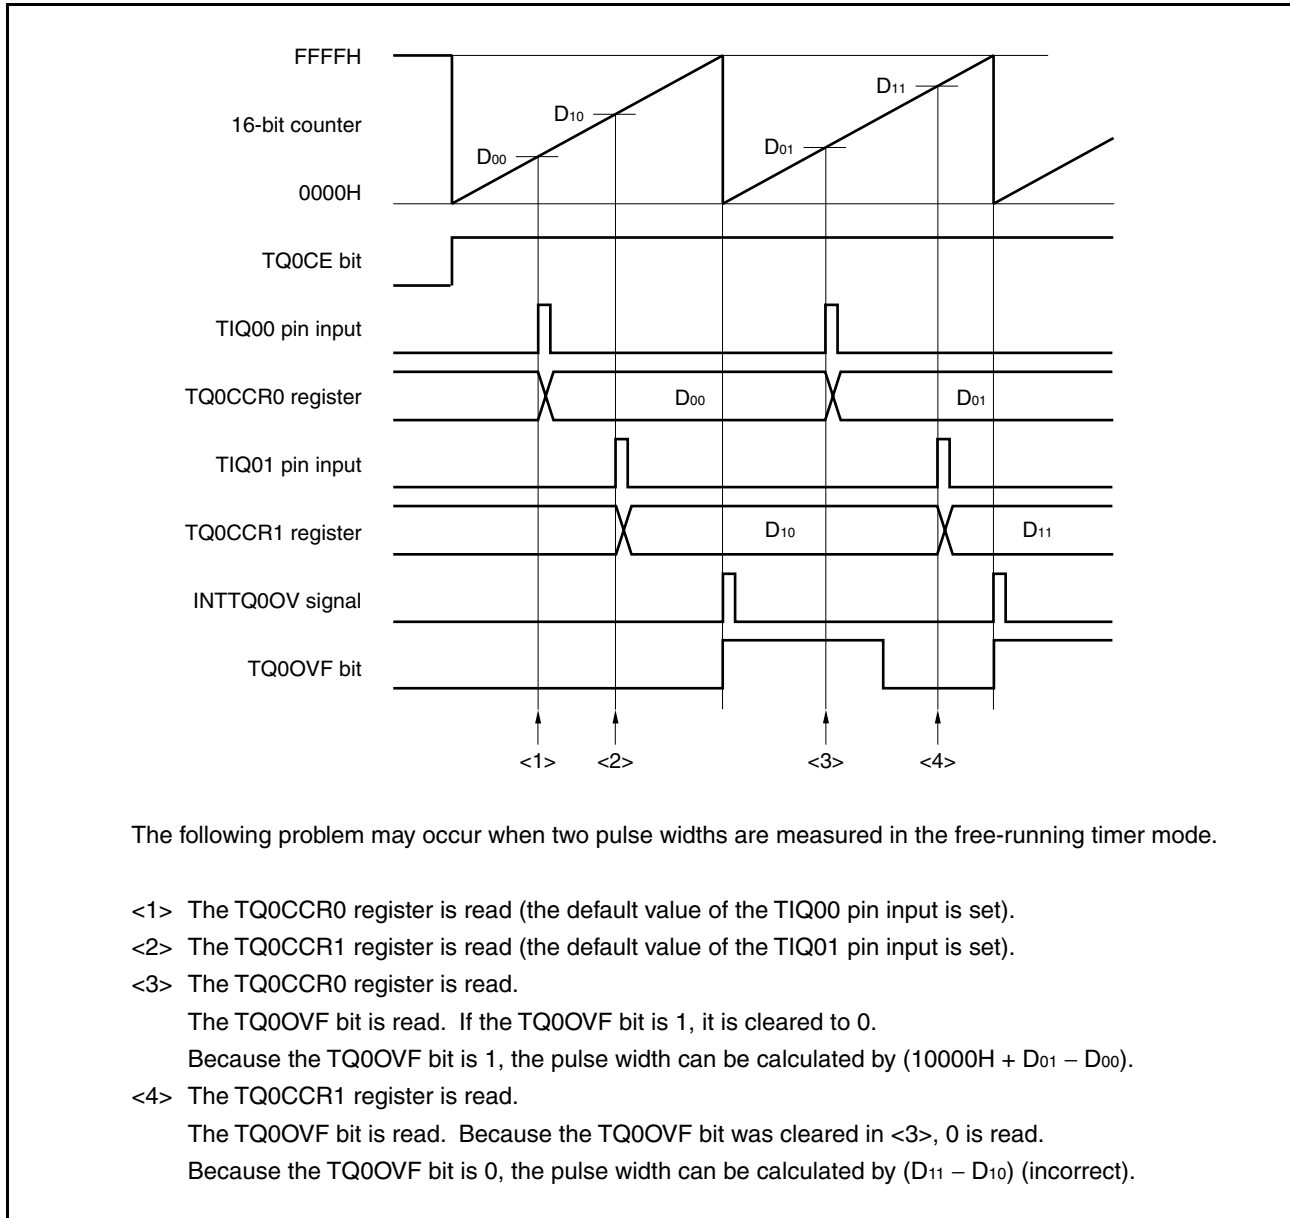 FFFFH
D11
D10
16-bit counter
D00
D01
0000H
TQ0CE bit
TIQ00 pin input
TQ0CCR0 register
D00
D01
TIQ01 pin input
TQ0CCR1 register
D10
D11
INTTQ0OV signal
TQ0OVF bit
<1> <2> <3> <4>
The following problem may occur when two pulse widths are measured in the free-running timer mode.
<1> The TQ0CCR0 register is read (the default value of the TIQ00 pin input is set).
<2> The TQ0CCR1 register is read (the default value of the TIQ01 pin input is set).
<3> The TQ0CCR0 register is read.
The TQ0OVF bit is read. If the TQ0OVF bit is 1, it is cleared to 0.
Because the TQ0OVF bit is 1, the pulse width can be calculated by (10000H + D01 − D00).
<4> The TQ0CCR1 register is read.
The TQ0OVF bit is read. Because the TQ0OVF bit was cleared in <3>, 0 is read.
Because the TQ0OVF bit is 0, the pulse width can be calculated by (D11 − D10) (incorrect).